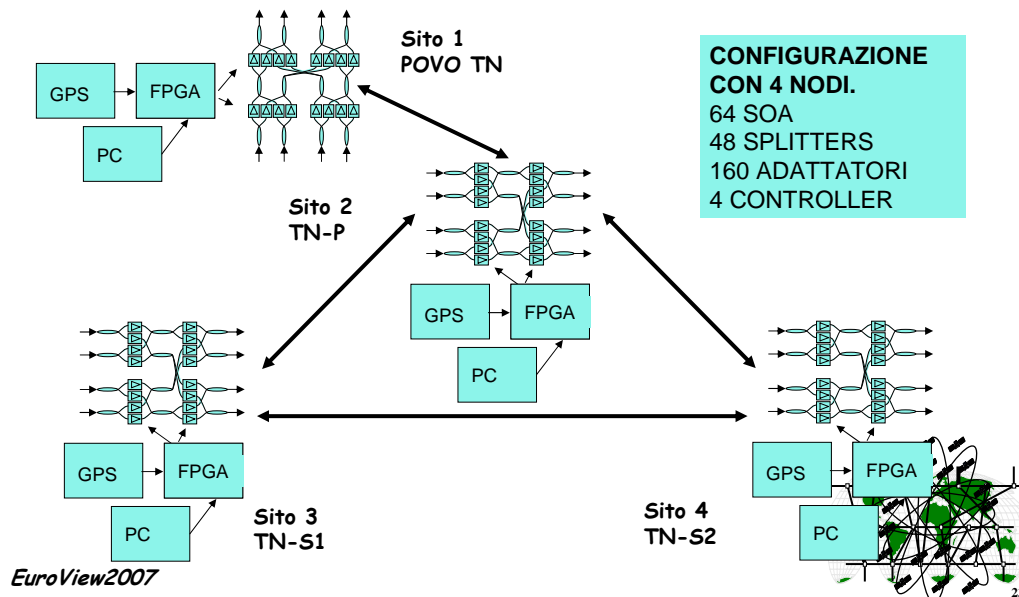 Sito 1
POVO TN
CONFIGURAZIONE
CON 4 NODI.
64 SOA
48 SPLITTERS
160 ADATTATORI
4 CONTROLLER
GPS
FPGA
PC
Sito 2
TN-P
GPS
FPGA
PC
GPS
FPGA
PC
Sito 3
TN-S1
GPS
FPGA
PC
Sito 4
TN-S2
EuroView2007